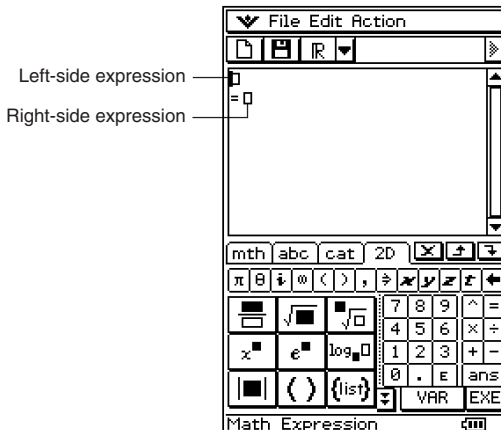 File Edit Action
ℝ
Left-side expression
= 
Right-side expression
mth abc cat 2D
π θ i ∞ ( ) , ⇒ x y z t ←
√■ ■√□ 7 8 9 ^ =
4 5 6 × ÷
x■ e■ log■□ 1 2 3 + −
0 . E ans
|■| ( ) {list} VAR EXE
Math Expression